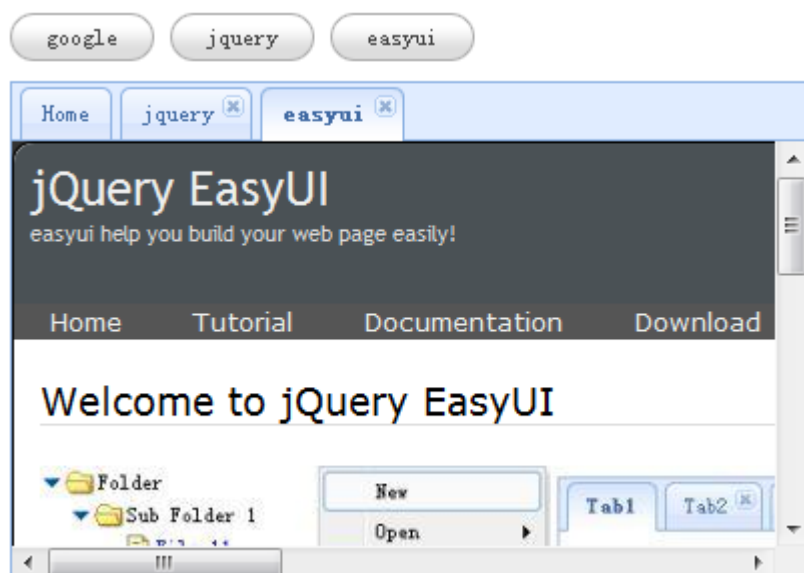 google jquery easyui
Home jquery easyui
jQuery EasyUI
easyui help you build your web page easily!
Home Tutorial Documentation Download
Welcome to jQuery EasyUI
Folder
Sub Folder 1
New
Open
Tab1 Tab2